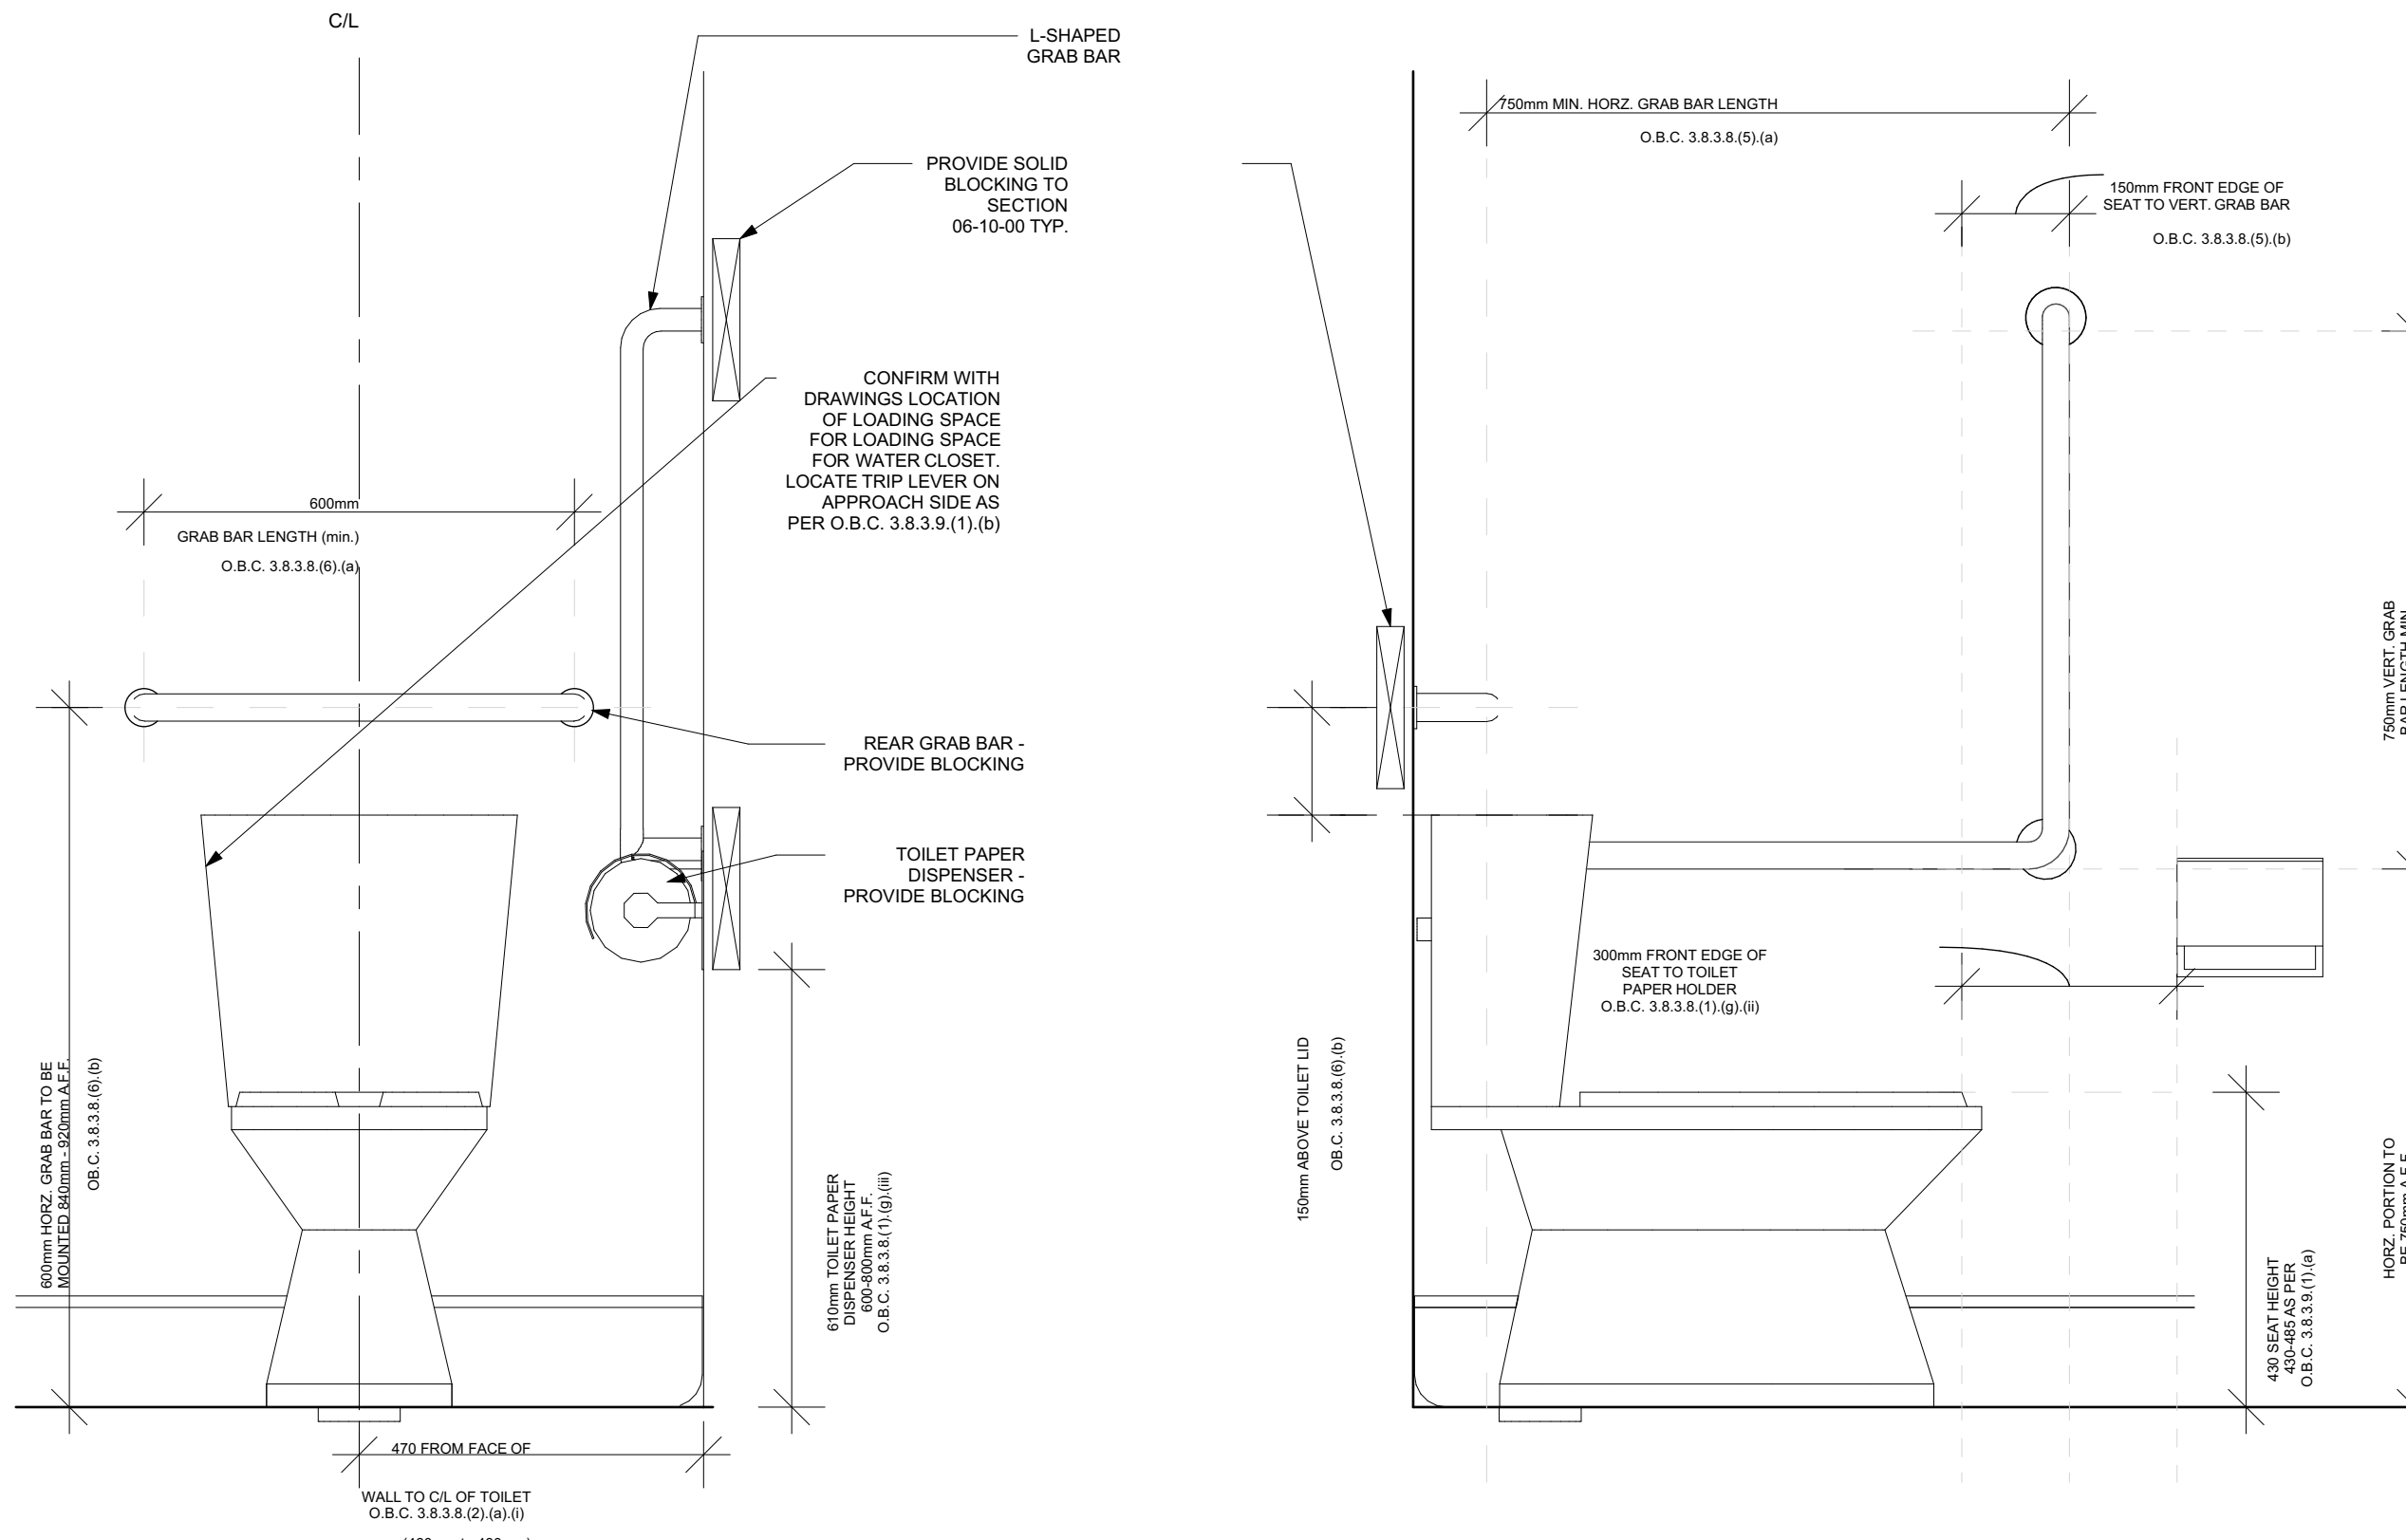 C/L
L-SHAPED
GRAB BAR
PROVIDE SOLID
BLOCKING TO
SECTION
06-10-00 TYP.
CONFIRM WITH
DRAWINGS LOCATION
OF LOADING SPACE
FOR LOADING SPACE
FOR WATER CLOSET.
LOCATE TRIP LEVER ON
APPROACH SIDE AS
PER O.B.C. 3.8.3.9.(1).(b)
600mm
GRAB BAR LENGTH (min.)
O.B.C. 3.8.3.8.(6).(a)
REAR GRAB BAR -
PROVIDE BLOCKING
TOILET PAPER
DISPENSER -
PROVIDE BLOCKING
600mm HORZ. GRAB BAR TO BE
MOUNTED 840mm - 920mm A.F.F.
OB.C. 3.8.3.8.(6).(b)
610mm TOILET PAPER
DISPENSER HEIGHT
600-800mm A.F.F.
O.B.C. 3.8.3.8.(1).(g).(iii)
470 FROM FACE OF
WALL TO C/L OF TOILET
O.B.C. 3.8.3.8.(2).(a).(i)
750mm MIN. HORZ. GRAB BAR LENGTH
O.B.C. 3.8.3.8.(5).(a)
150mm FRONT EDGE OF
SEAT TO VERT. GRAB BAR
O.B.C. 3.8.3.8.(5).(b)
750mm VERT. GRAB
BAR LENGTH MIN.
300mm FRONT EDGE OF
SEAT TO TOILET
PAPER HOLDER
O.B.C. 3.8.3.8.(1).(g).(ii)
150mm ABOVE TOILET LID
OB.C. 3.8.3.8.(6).(b)
430 SEAT HEIGHT
430-485 AS PER
O.B.C. 3.8.3.9.(1).(a)
HORZ. PORTION TO
BE 750mm A.F.F.